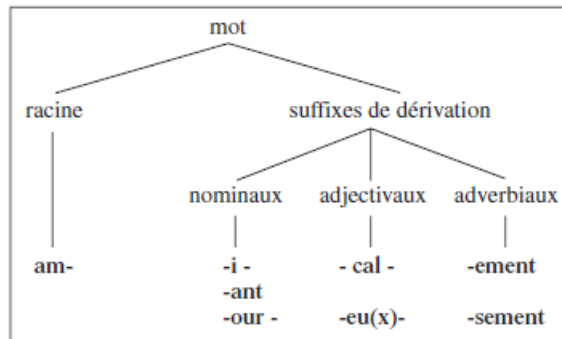 mot
racine suffixes de dérivation
nominaux adjectivaux adverbiaux
am- -i - - cal - -ement
-ant
-our - -eu(x)- -sement